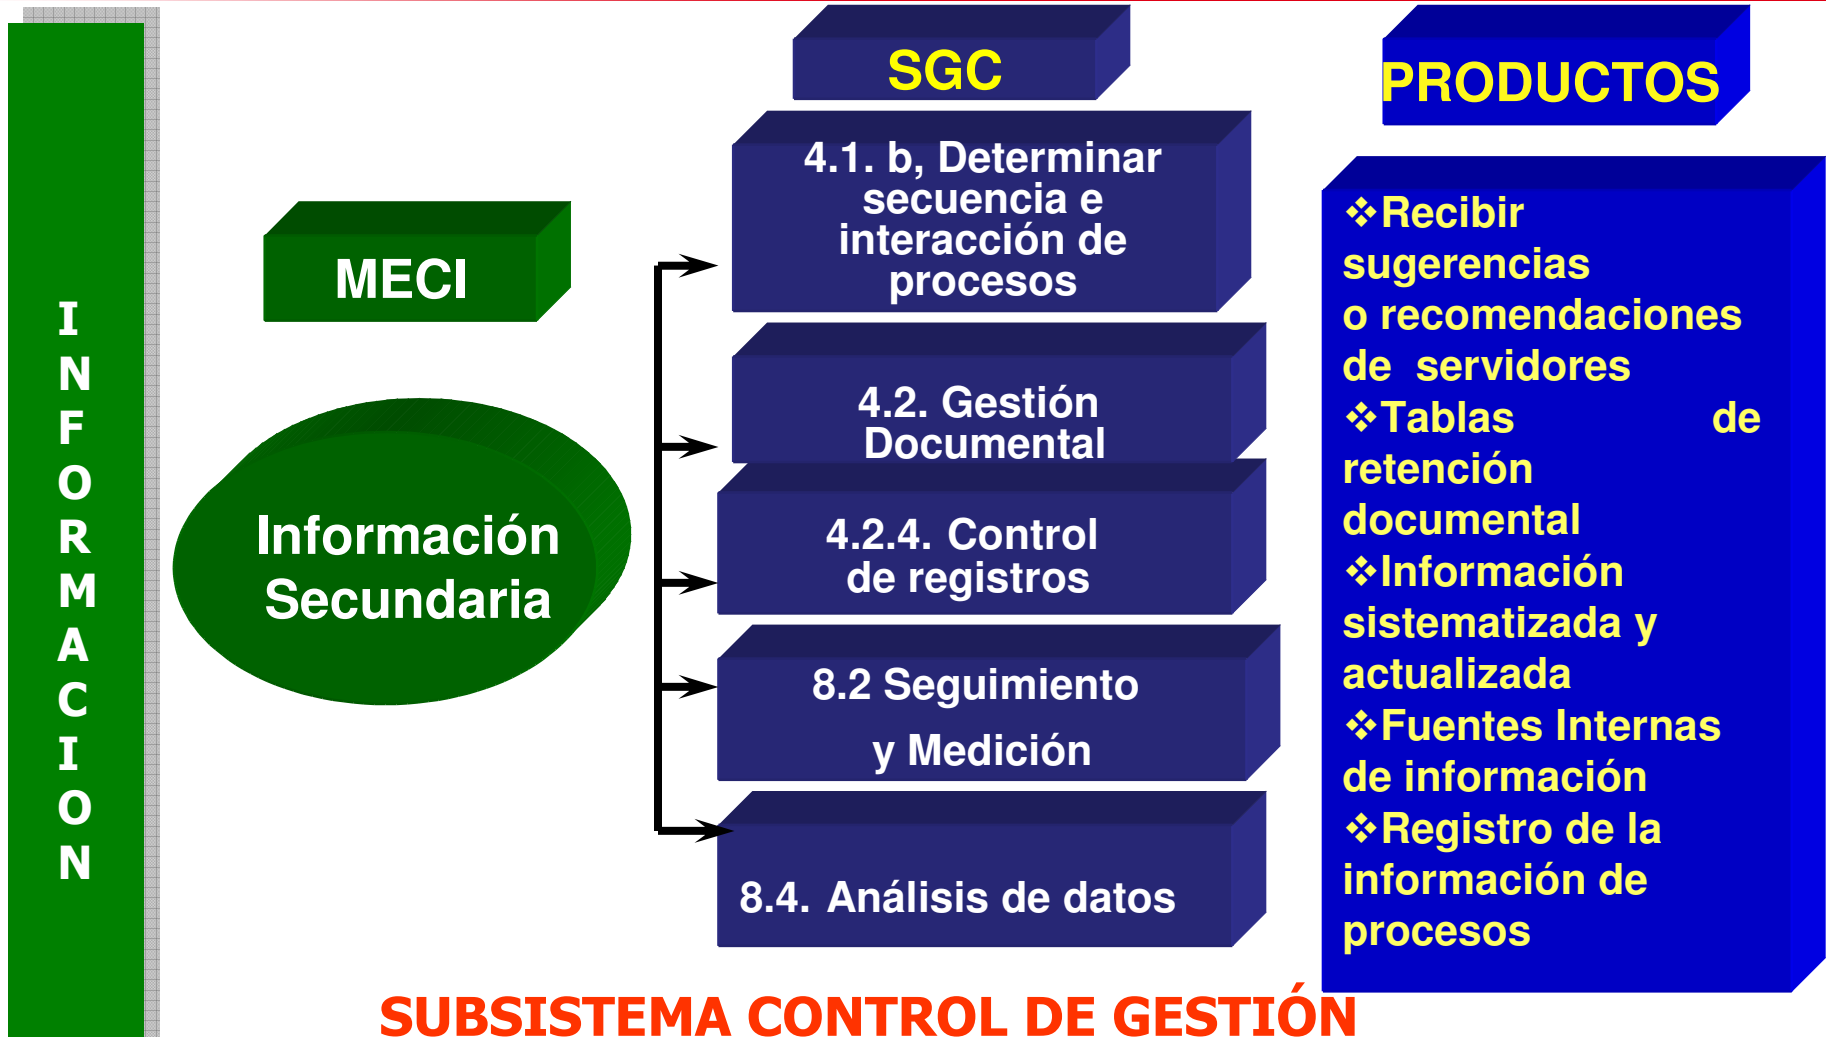 I
N
F
O
R
M
A
C
I
O
N
MECI
Información
Secundaria
SGC
4.1. b, Determinar
secuencia e
interacción de
procesos
4.2. Gestión
Documental
4.2.4. Control
de registros
8.2 Seguimiento
y Medición
8.4. Análisis de datos
PRODUCTOS
❖Recibir
sugerencias
o recomendaciones
de servidores
❖Tablas de
retención
documental
❖Información
sistematizada y
actualizada
❖Fuentes Internas
de información
❖Registro de la
información de
procesos
SUBSISTEMA CONTROL DE GESTIÓN